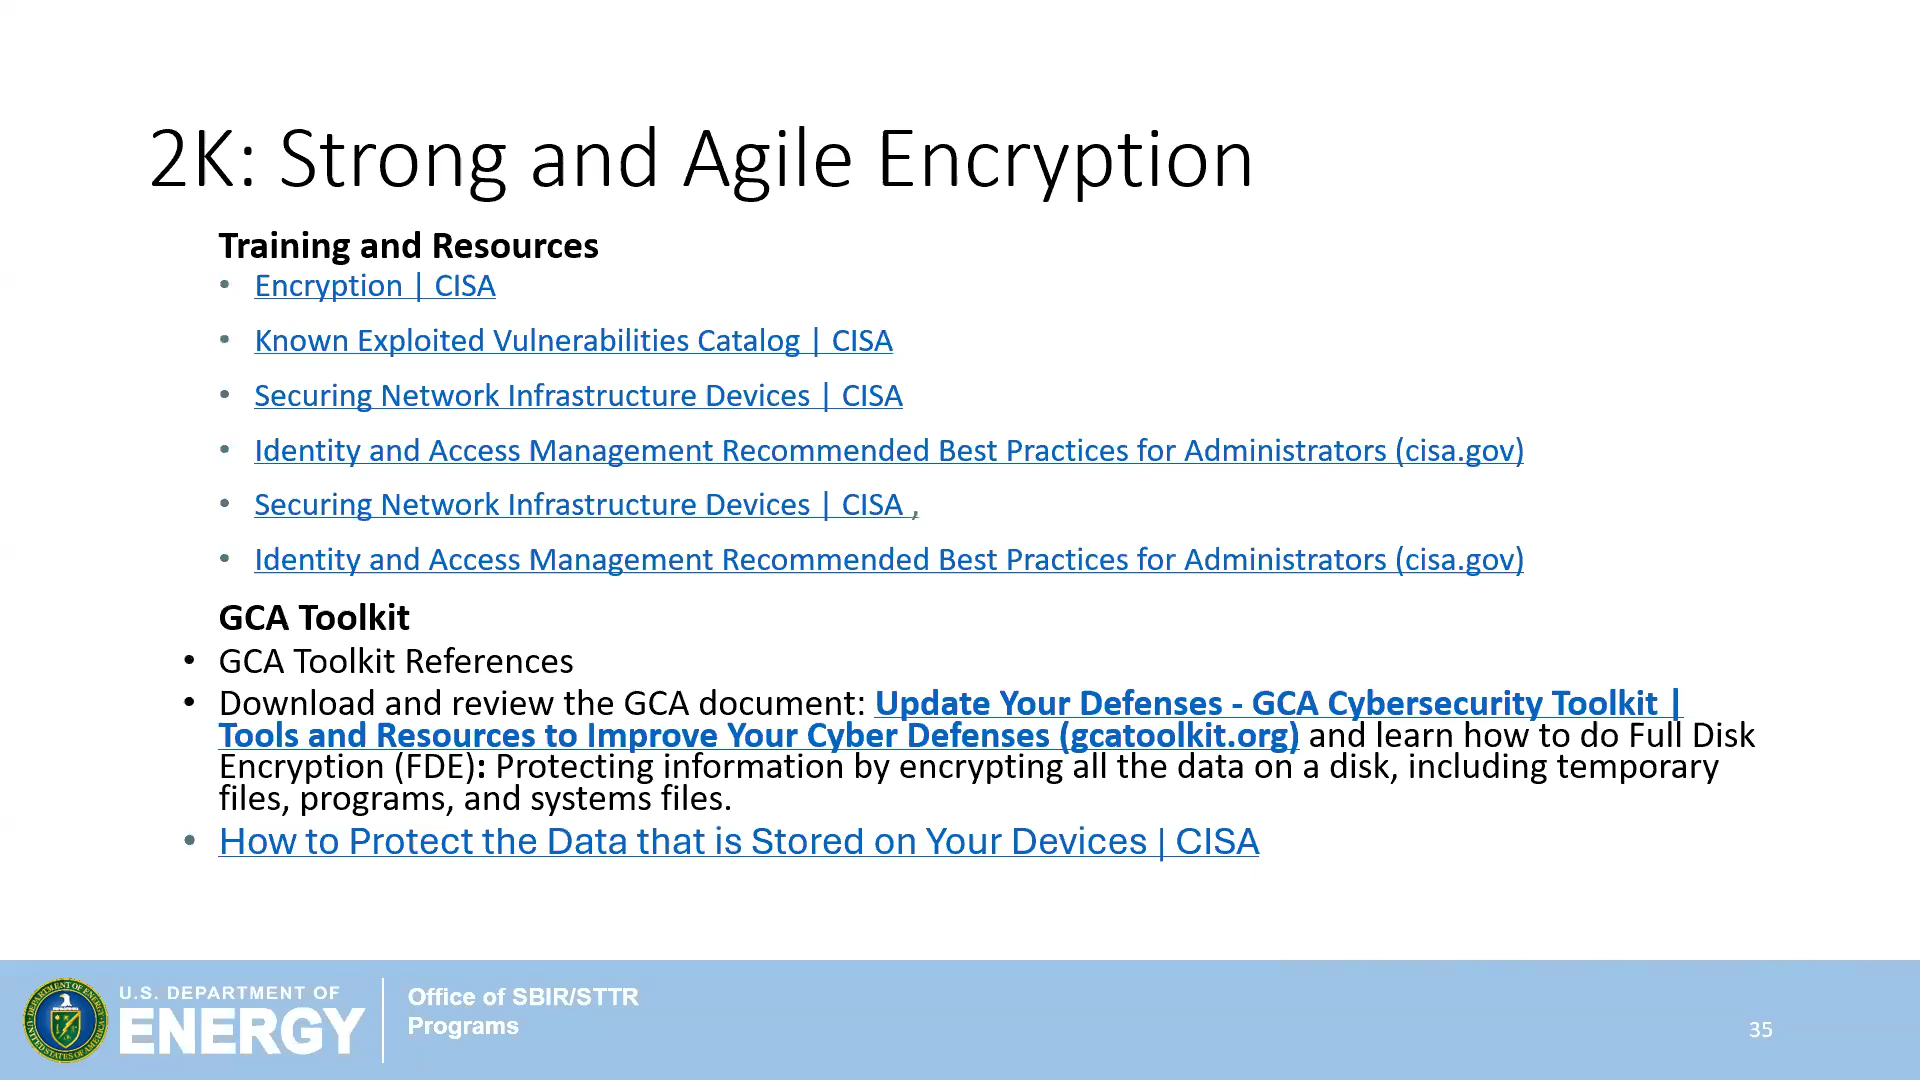 2K: Strong and Agile Encryption
Training and Resources
• Encryption | CISA
• Known Exploited Vulnerabilities Catalog | CISA
• Securing Network Infrastructure Devices | CISA
• Identity and Access Management Recommended Best Practices for Administrators (cisa.gov)
• Securing Network Infrastructure Devices | CISA ,
• Identity and Access Management Recommended Best Practices for Administrators (cisa.gov)
GCA Toolkit
• GCA Toolkit References
• Download and review the GCA document: Update Your Defenses - GCA Cybersecurity Toolkit |
Tools and Resources to Improve Your Cyber Defenses (gcatoolkit.org) and learn how to do Full Disk
Encryption (FDE): Protecting information by encrypting all the data on a disk, including temporary
files, programs, and systems files.
• How to Protect the Data that is Stored on Your Devices | CISA
U.S. DEPARTMENT OF
ENERGY
Office of SBIR/STTR
Programs
35